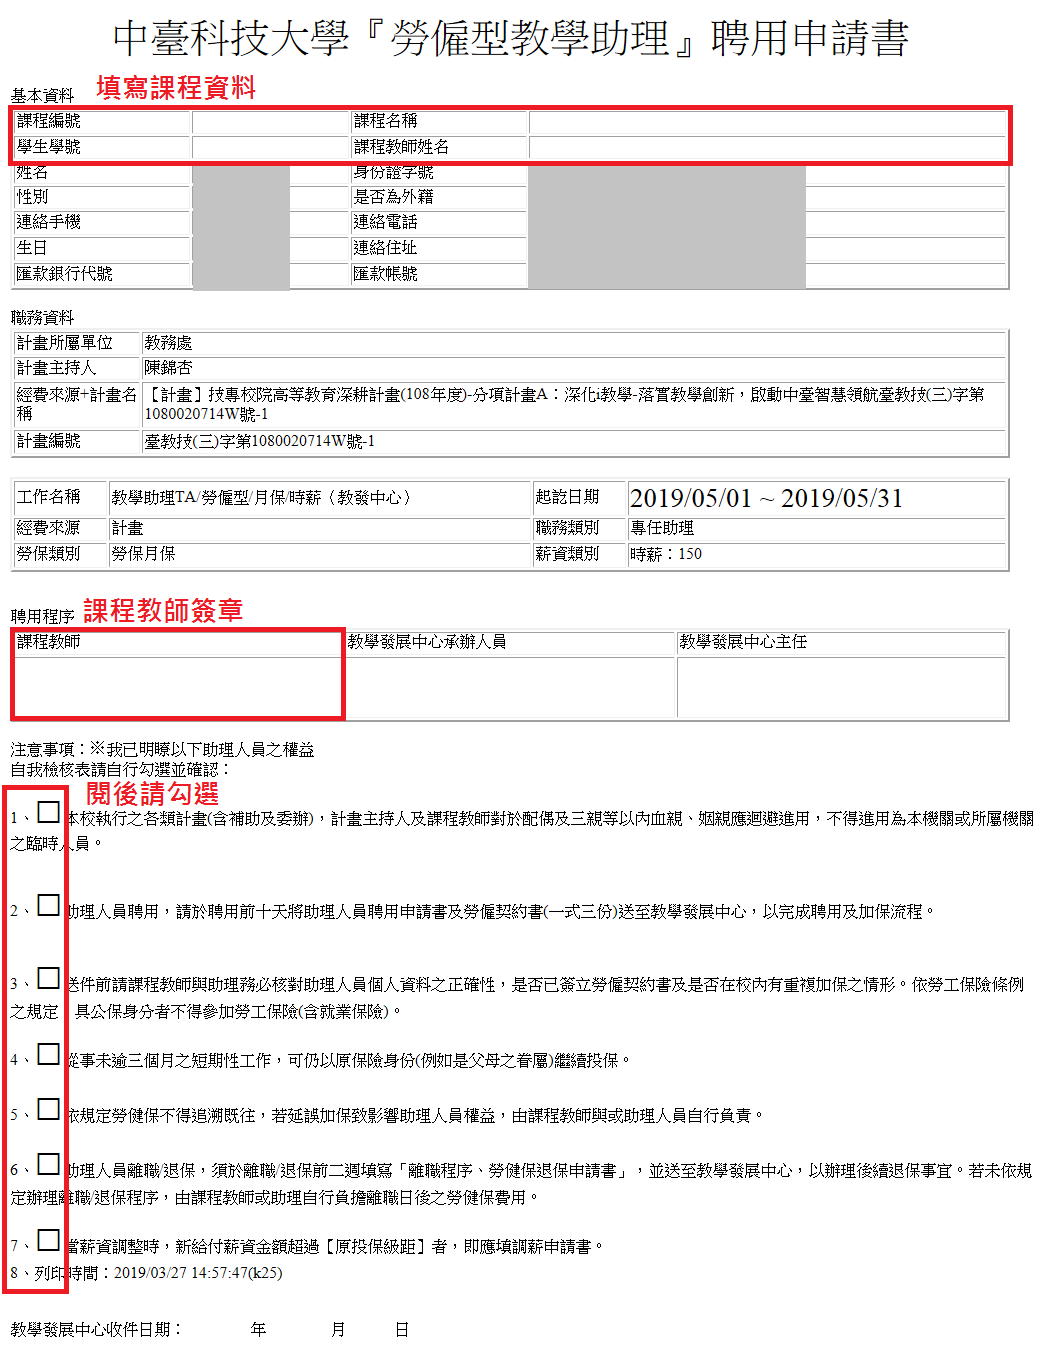 中臺科技大學『勞僱型教學助理』聘用申請書
基本資料 填寫課程資料
課程編號 課程名稱
學生學號 課程教師姓名
姓名 身份證字號
性別 是否為外籍
連絡手機 連絡電話
生日 連絡住址
匯款銀行代號 匯款帳號
職務資料
計畫所屬單位 教務處
計畫主持人 陳錦杏
經費來源+計畫名 【計畫】技專校院高等教育深耕計畫(108年度)-分項計畫A：深化i教學-落實教學創新，啟動中臺智慧領航臺教技(三)字第
稱 1080020714W號-1
計畫編號 臺教技(三)字第1080020714W號-1
工作名稱 教學助理TA/勞僱型/月保/時薪〈教發中心〉 起訖日期 2019/05/01 ~ 2019/05/31
經費來源 計畫 職務類別 專任助理
勞保類別 勞保月保 薪資類別 時薪：150
聘用程序 課程教師簽章
課程教師 教學發展中心承辦人員 教學發展中心主任
注意事項：※我已明瞭以下助理人員之權益
自我檢核表請自行勾選並確認：
閱後請勾選
1、□ 本校執行之各類計畫(含補助及委辦)，計畫主持人及課程教師對於配偶及三親等以內血親、姻親應迴避進用，不得進用為本機關或所屬機關
之臨時人員。
2、□ 助理人員聘用，請於聘用前十天將助理人員聘用申請書及勞僱契約書(一式三份)送至教學發展中心，以完成聘用及加保流程。
3、□ 送件前請課程教師與助理務必核對助理人員個人資料之正確性，是否已簽立勞僱契約書及是否在校內有重複加保之情形。依勞工保險條例
之規定，具公保身分者不得參加勞工保險(含就業保險)。
4、□ 從事未逾三個月之短期性工作，可仍以原保險身份(例如是父母之眷屬)繼續投保。
5、□ 依規定勞健保不得追溯既往，若延誤加保致影響助理人員權益，由課程教師與或助理人員自行負責。
6、□ 助理人員離職/退保，須於離職/退保前二週填寫「離職程序、勞健保退保申請書」，並送至教學發展中心，以辦理後續退保事宜。若未依規
定辦理離職/退保程序，由課程教師或助理自行負擔離職日後之勞健保費用。
7、□ 當薪資調整時，新給付薪資金額超過【原投保級距】者，即應填調薪申請書。
8、列印時間：2019/03/27 14:57:47(k25)
教學發展中心收件日期： 年 月 日